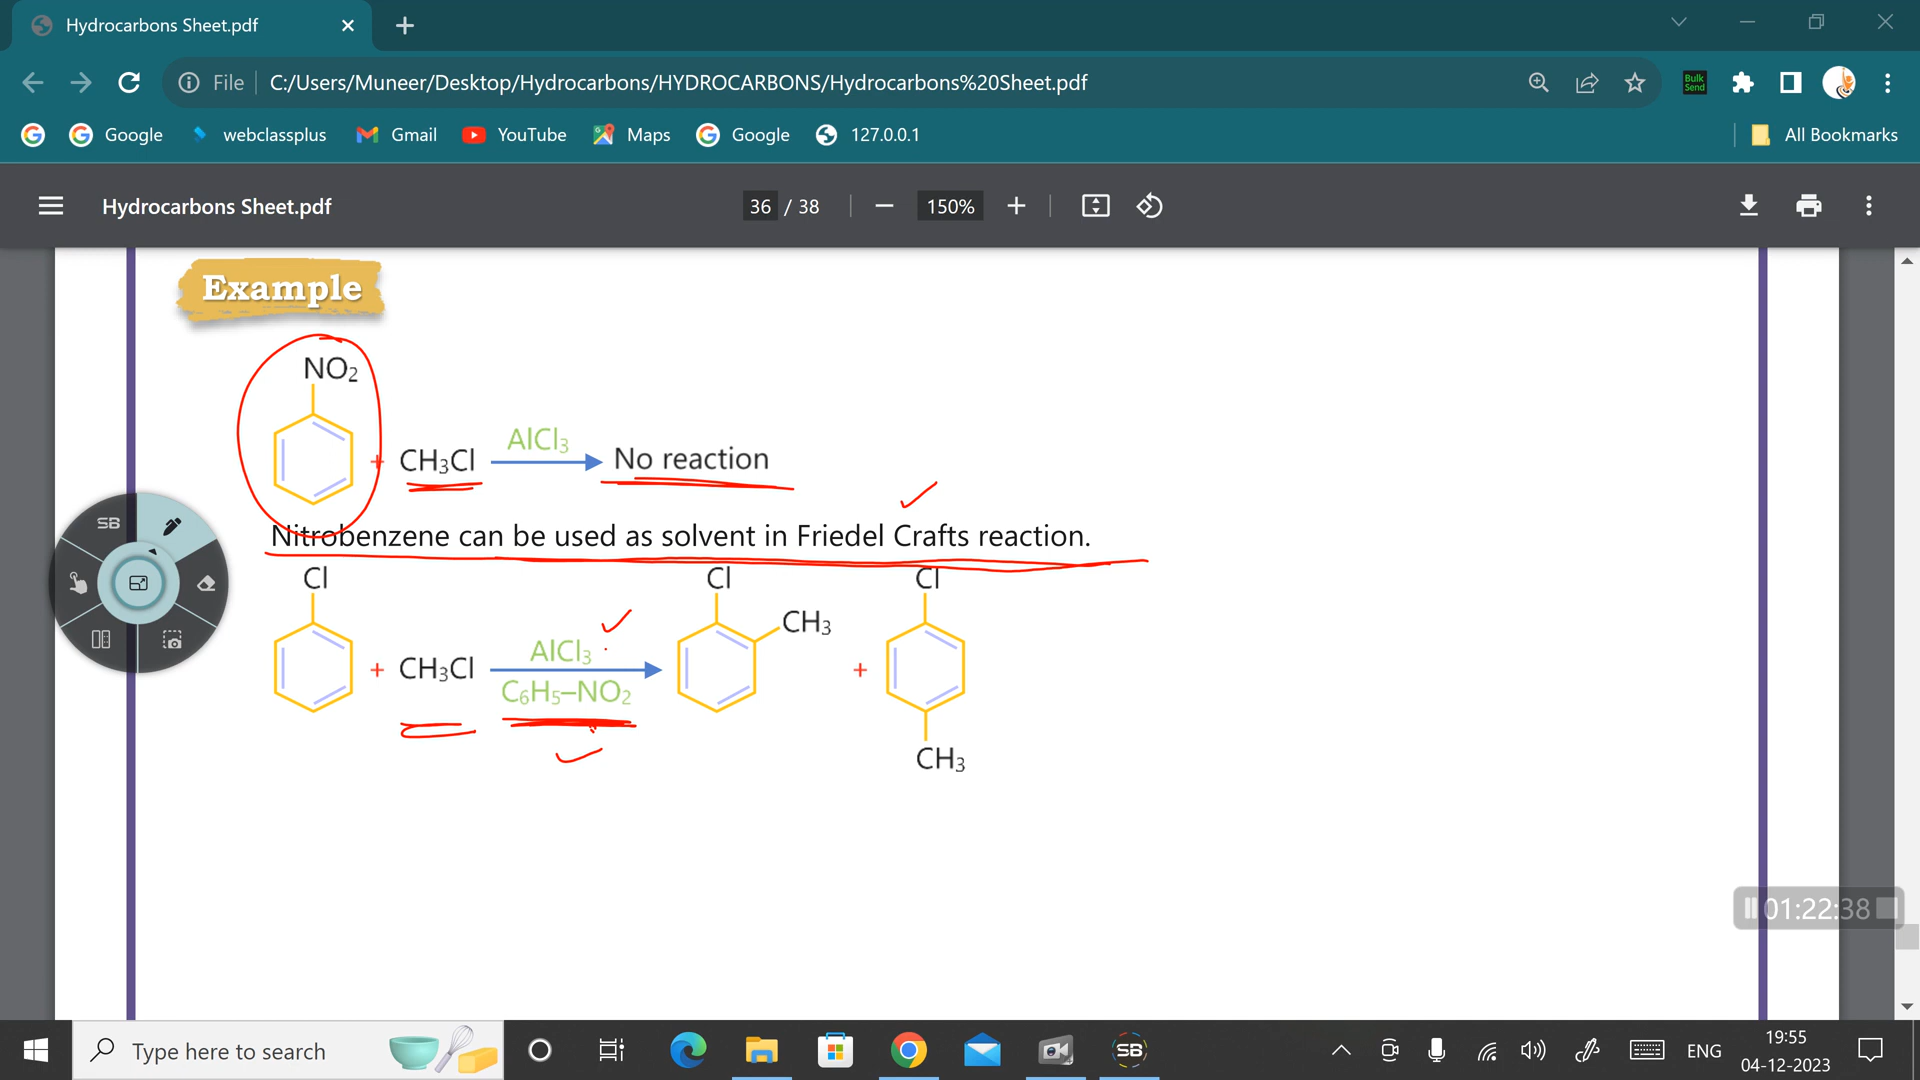 Hydrocarbons Sheet.pdf
File C:/Users/Muneer/Desktop/Hydrocarbons/HYDROCARBONS/Hydrocarbons%20Sheet.pdf
Bulk Send
Google webclassplus Gmail YouTube Maps Google 127.0.0.1 All Bookmarks
Hydrocarbons Sheet.pdf 36 / 38 150%
Example
NO₂
+ CH₃Cl AlCl₃ No reaction
Nitrobenzene can be used as solvent in Friedel Crafts reaction.
Cl Cl Cl
CH₃
+ CH₃Cl AlCl₃ +
C₆H₅–NO₂
CH₃
SB
01:22:38
Type here to search
SB
ENG
19:55
04-12-2023